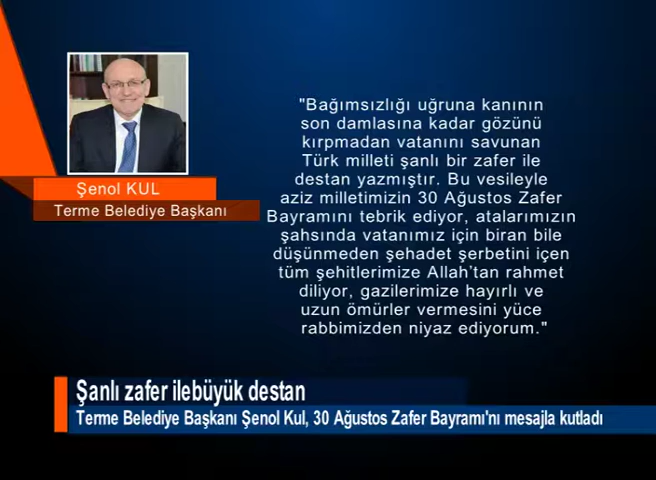 "Bağımsızlığı uğruna kanının
son damlasına kadar gözünü
kırpmadan vatanını savunan
Türk milleti şanlı bir zafer ile
destan yazmıştır. Bu vesileyle
aziz milletimizin 30 Ağustos Zafer
Bayramını tebrik ediyor, atalarımızın
şahsında vatanımız için biran bile
düşünmeden şehadet şerbetini içen
tüm şehitlerimize Allah'tan rahmet
diliyor, gazilerimize hayırlı ve
uzun ömürler vermesini yüce
rabbimizden niyaz ediyorum."
Şenol KUL
Terme Belediye Başkanı
Şanlı zafer ilebüyük destan
Terme Belediye Başkanı Şenol Kul, 30 Ağustos Zafer Bayramı'nı mesajla kutladı